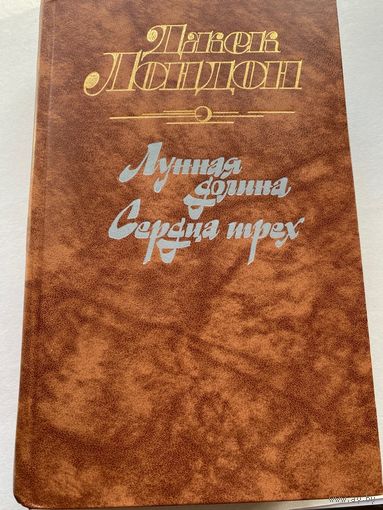 Джек
Лондон
Лунная
долина
Сердца трех